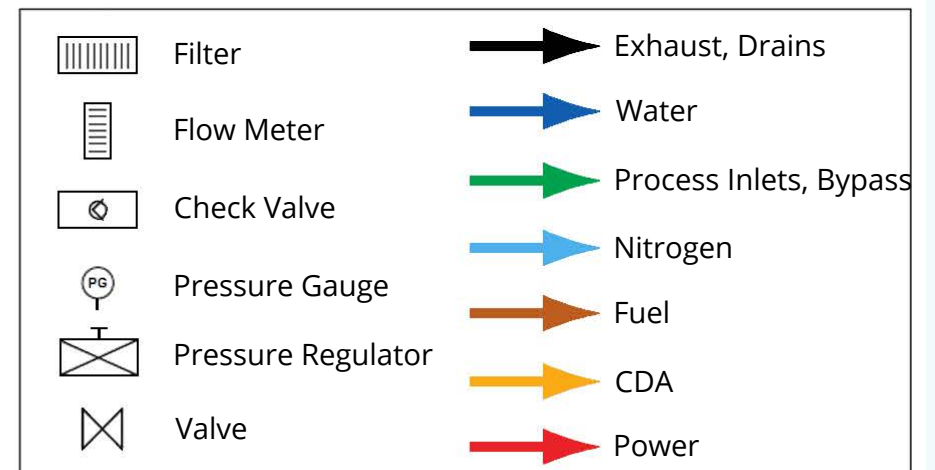 Filter
Flow Meter
Check Valve
PG
Pressure Gauge
Pressure Regulator
Valve
Exhaust, Drains
Water
Process Inlets, Bypass
Nitrogen
Fuel
CDA
Power